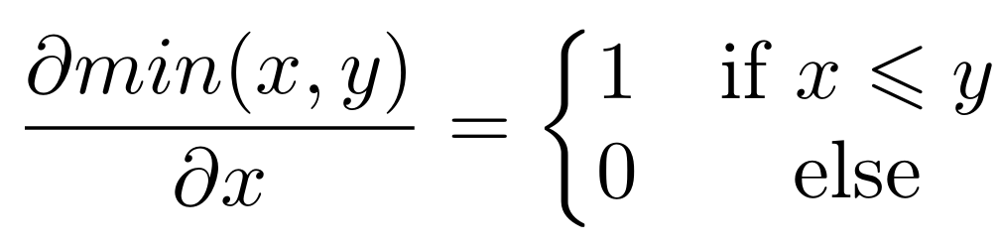 ∂min(x, y)
∂x
=
{
1 if x ⩽ y
0 else